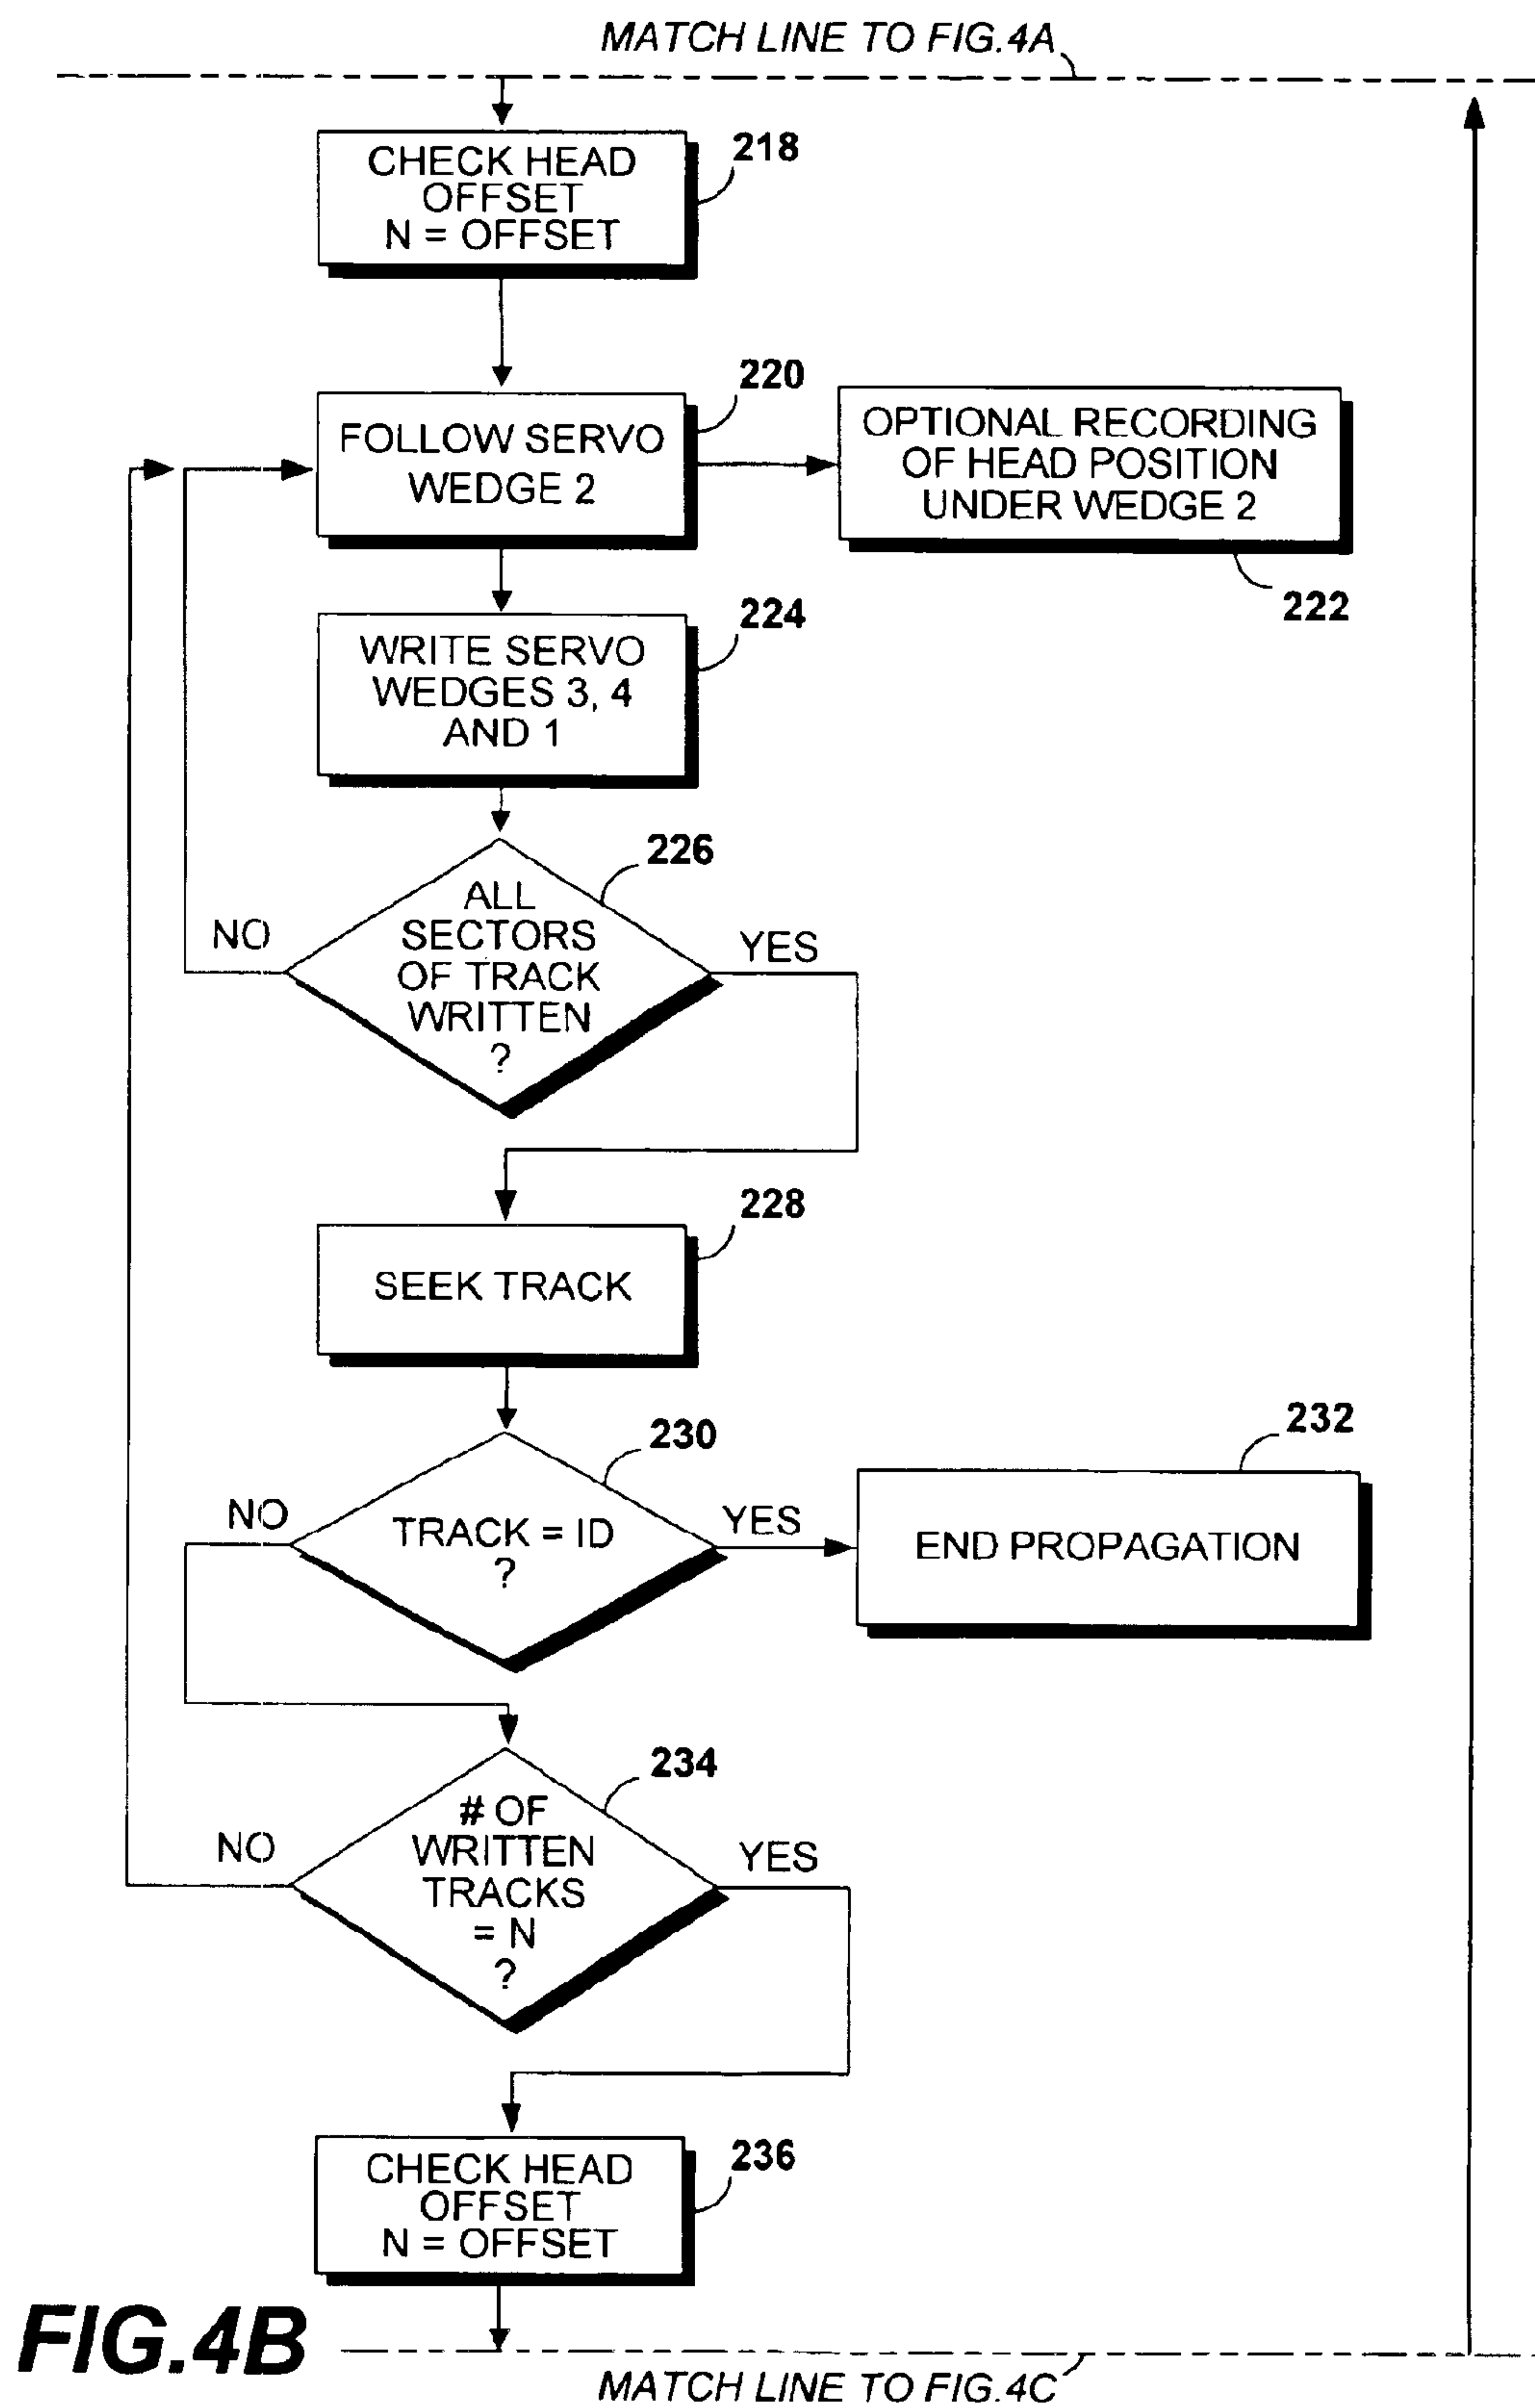 MATCH LINE TO FIG.4A
CHECK HEAD
OFFSET
N = OFFSET
218
FOLLOW SERVO
WEDGE 2
220
OPTIONAL RECORDING
OF HEAD POSITION
UNDER WEDGE 2
222
WRITE SERVO
WEDGES 3, 4
AND 1
224
ALL
SECTORS
OF TRACK
WRITTEN
?
226
NO
YES
SEEK TRACK
228
TRACK = ID
?
230
NO
YES
END PROPAGATION
232
# OF
WRITTEN
TRACKS
= N
?
234
NO
YES
CHECK HEAD
OFFSET
N = OFFSET
236
FIG.4B
MATCH LINE TO FIG.4C